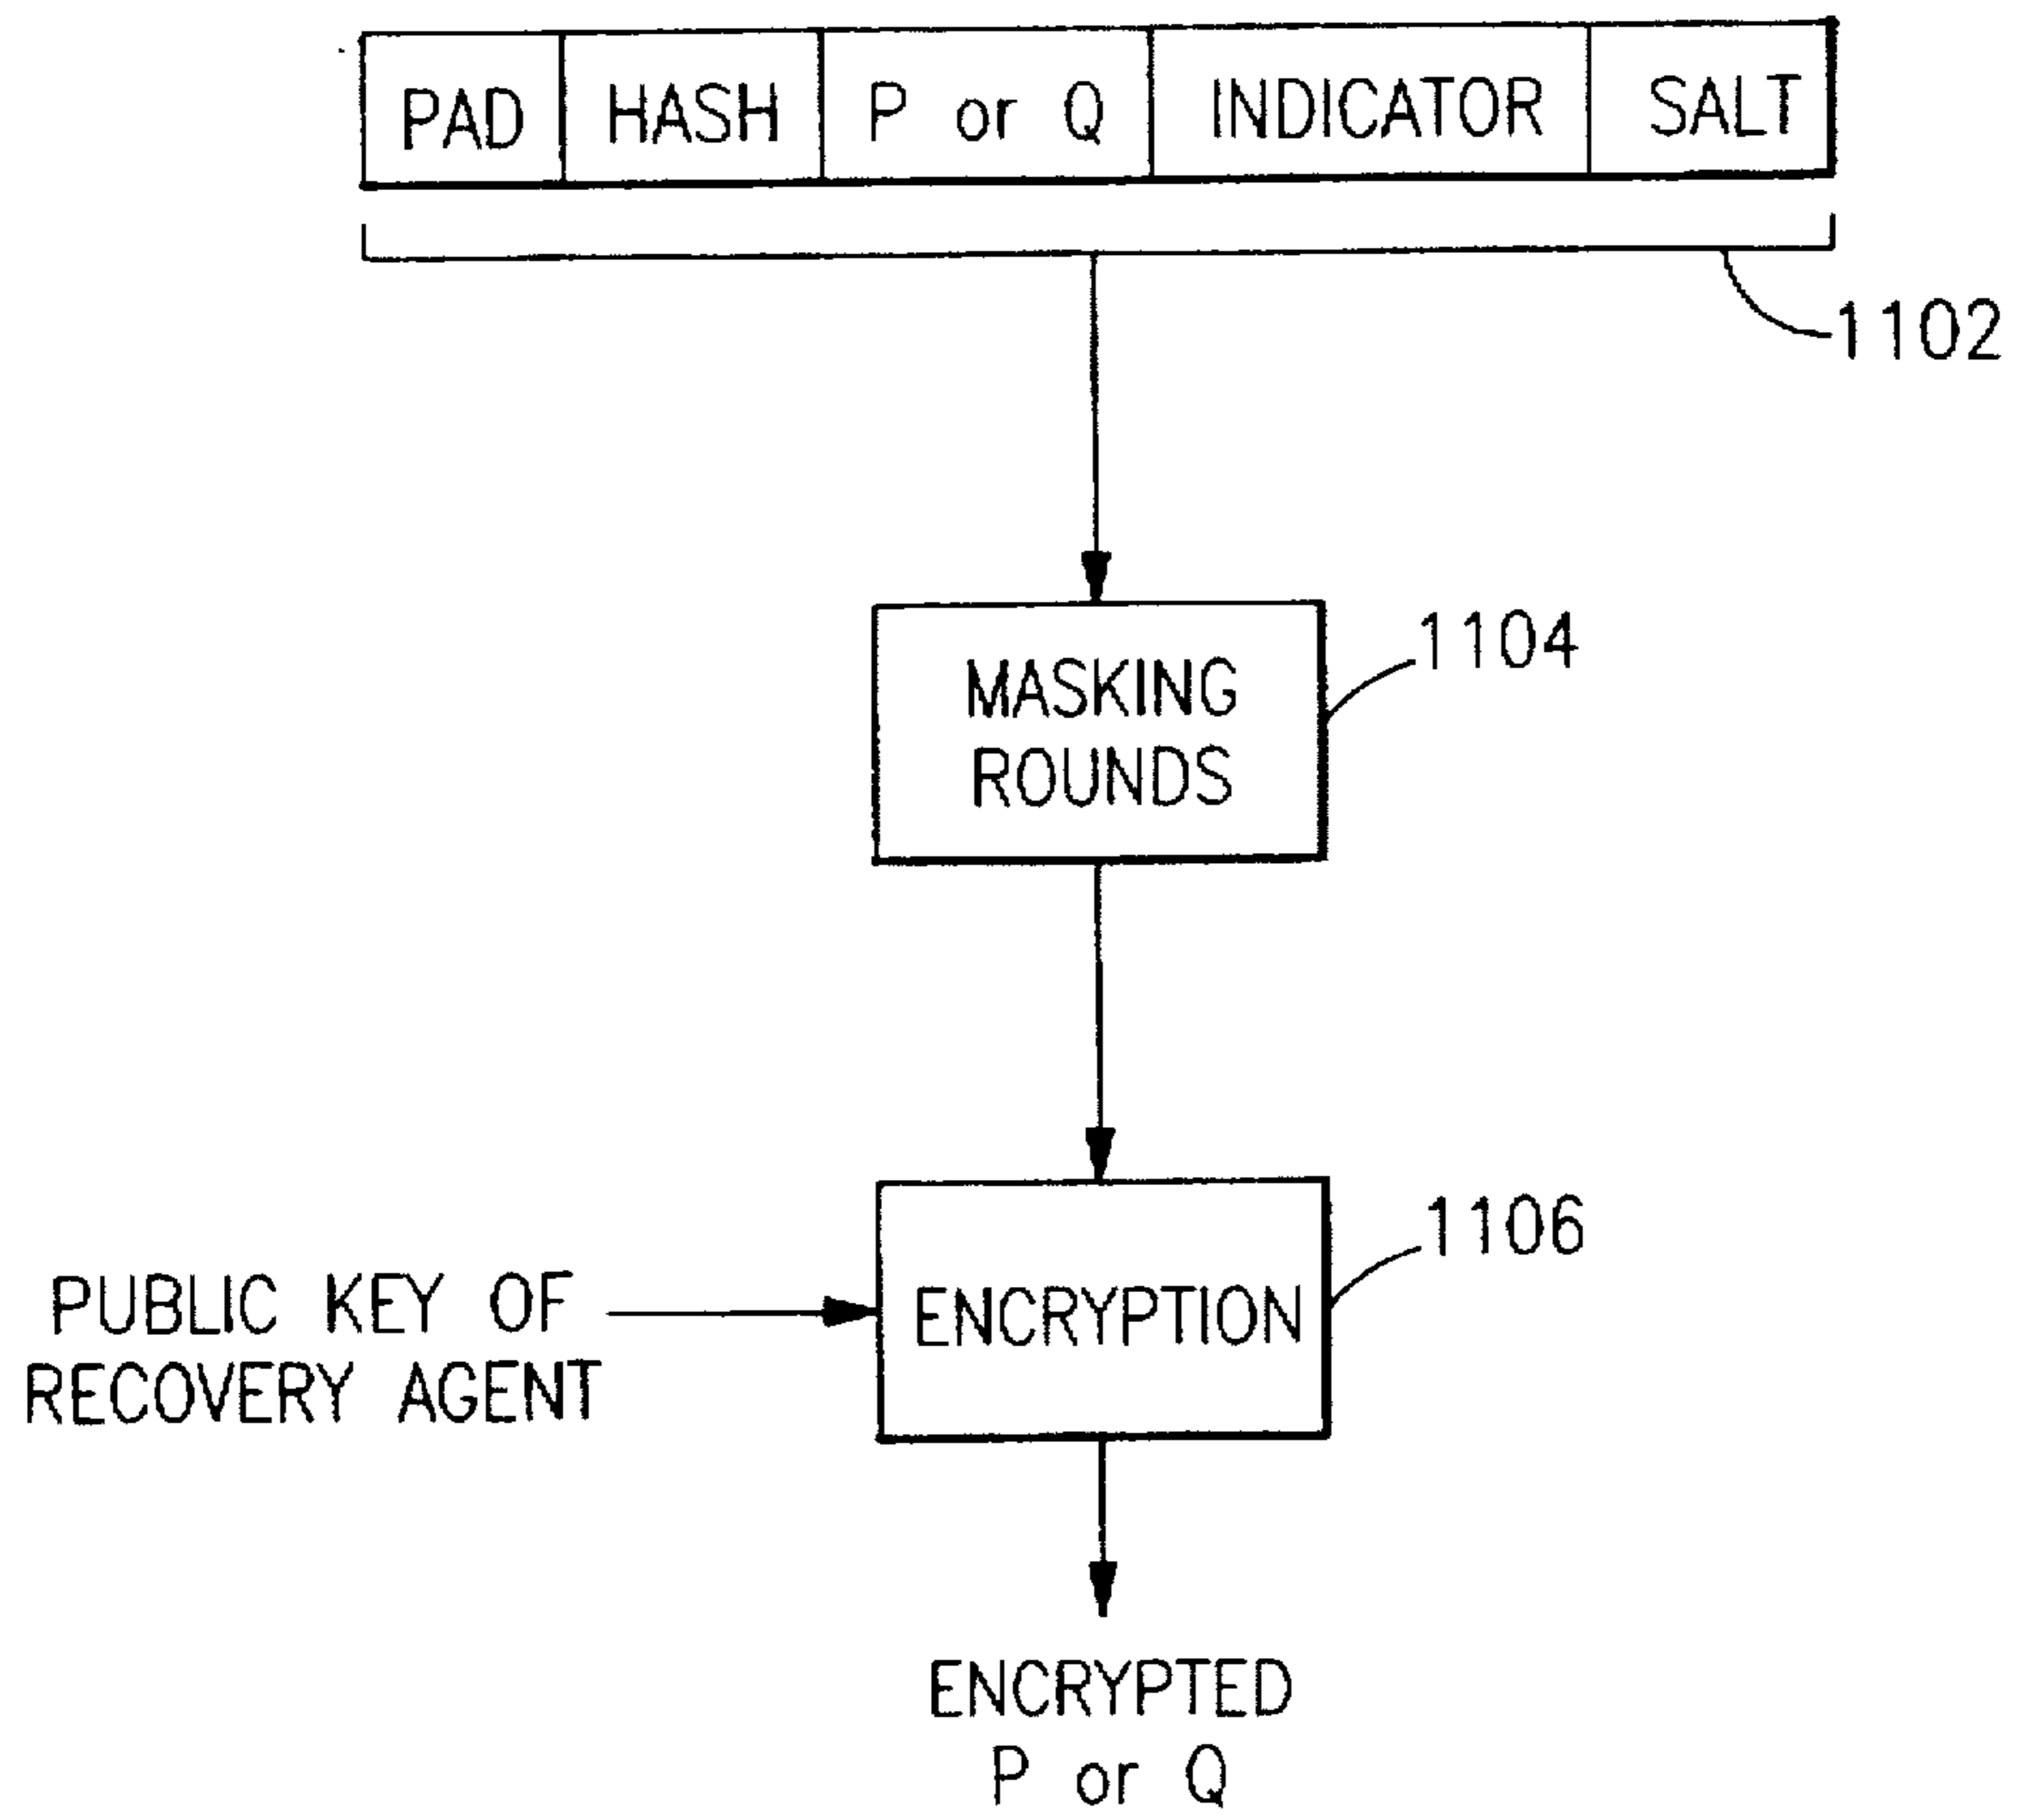 PAD HASH P or Q INDICATOR SALT
1102
MASKING
ROUNDS
1104
PUBLIC KEY OF
RECOVERY AGENT
ENCRYPTION
1106
ENCRYPTED
P or Q